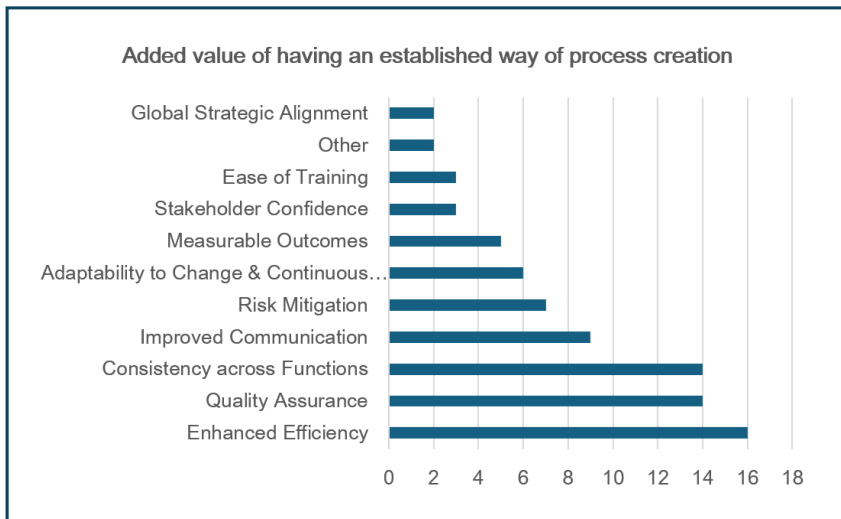 Added value of having an established way of process creation
Global Strategic Alignment
Other
Ease of Training
Stakeholder Confidence
Measurable Outcomes
Adaptability to Change & Continuous…
Risk Mitigation
Improved Communication
Consistency across Functions
Quality Assurance
Enhanced Efficiency
0 2 4 6 8 10 12 14 16 18